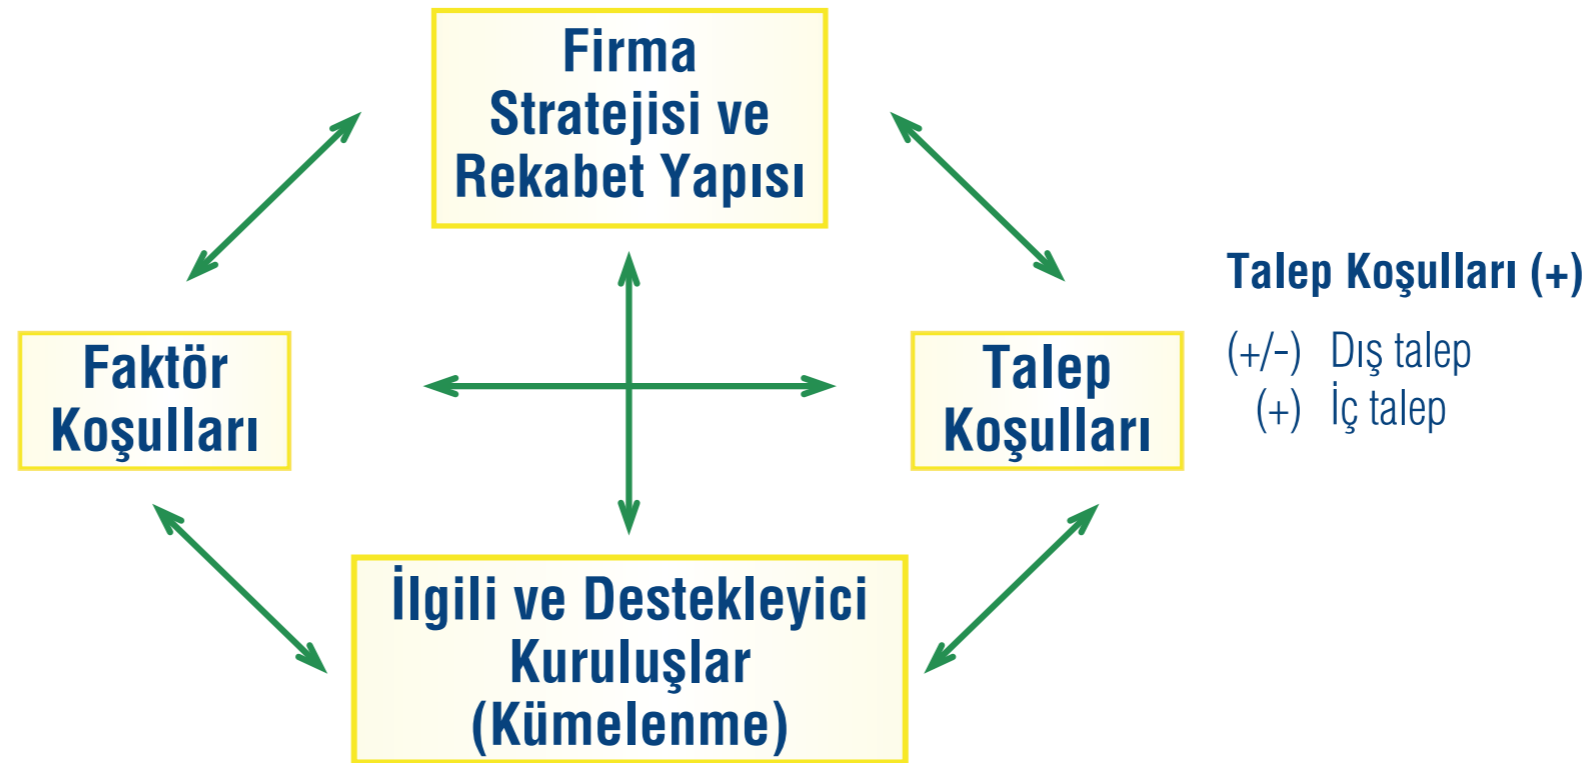 Firma
Stratejisi ve
Rekabet Yapısı
Faktör
Koşulları
Talep
Koşulları
Talep Koşulları (+)
(+/-) Dış talep
(+) İç talep
İlgili ve Destekleyici
Kuruluşlar
(Kümelenme)